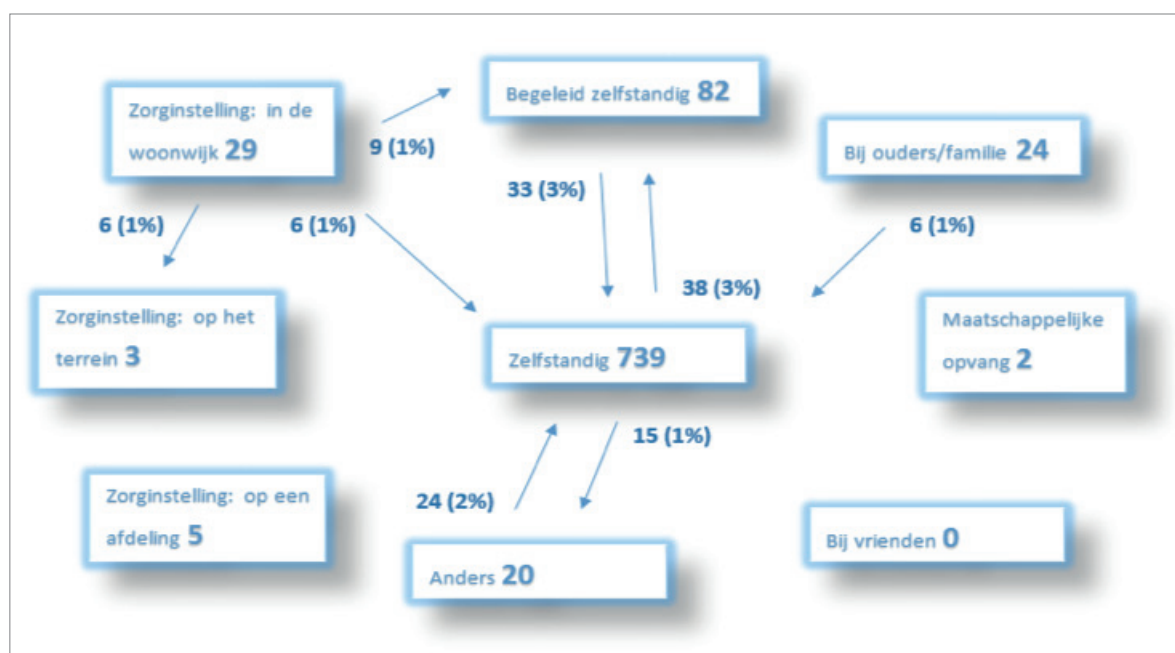 Zorginstelling: in de
woonwijk 29
Begeleid zelfstandig 82
9 (1%)
Bij ouders/familie 24
33 (3%)
6 (1%)
6 (1%)
6 (1%)
38 (3%)
Zorginstelling: op het
terrein 3
Zelfstandig 739
Maatschappelijke
opvang 2
15 (1%)
Zorginstelling: op een
afdeling 5
24 (2%)
Anders 20
Bij vrienden 0